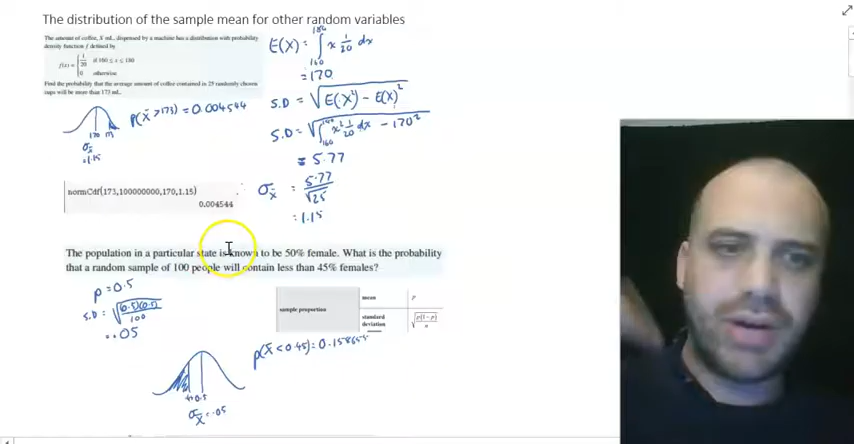 The distribution of the sample mean for other random variables
The amount of coffee, X mL, dispensed by a machine has a distribution with probability
density function f defined by
f(x) = { 1/20 if 160 ≤ x ≤ 180
0 otherwise
Find the probability that the average amount of coffee contained in 25 randomly chosen
cups will be more than 173 mL.
E(X) = ∫ x 1/20 dx
160
= 170
S.D = √E(X²) - E(X)²
S.D = √∫ x² 1/20 dx - 170²
160
= 5.77
σx̄ = 5.77/√25
= 1.15
P(X̄ > 173) = 0.004544
170 173
σx̄
= 1.15
normCdf(173,100000000,170,1.15)
0.004544
The population in a particular state is known to be 50% female. What is the probability
that a random sample of 100 people will contain less than 45% females?
p = 0.5
S.D = √(0.5)(0.5)/100
= .05
sample proportion
mean p
standard deviation √p(1-p)/n
P(X̄ < 0.45) = 0.158655
0.5
σx̄ = .05